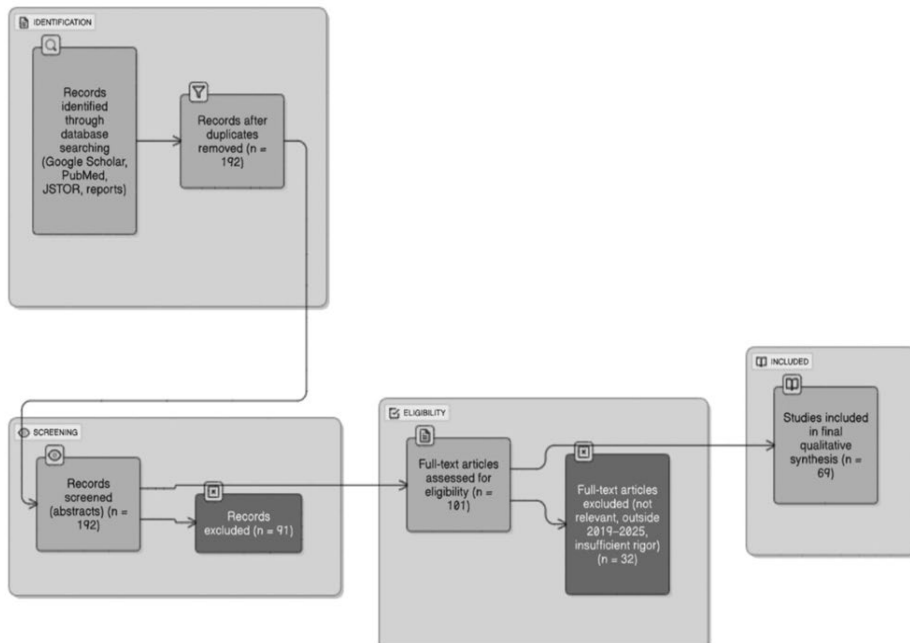 IDENTIFICATION
Records
identified
through
database
searching
(Google Scholar,
PubMed,
JSTOR, reports)
Records after
duplicates
removed (n =
192)
SCREENING
Records
screened
(abstracts) (n =
192)
Records
excluded (n = 91)
ELIGIBILITY
Full-text articles
assessed for
eligibility (n =
101)
Full-text articles
excluded (not
relevant, outside
2019–2025,
insufficient rigor)
(n = 32)
INCLUDED
Studies included
in final
qualitative
synthesis (n =
69)